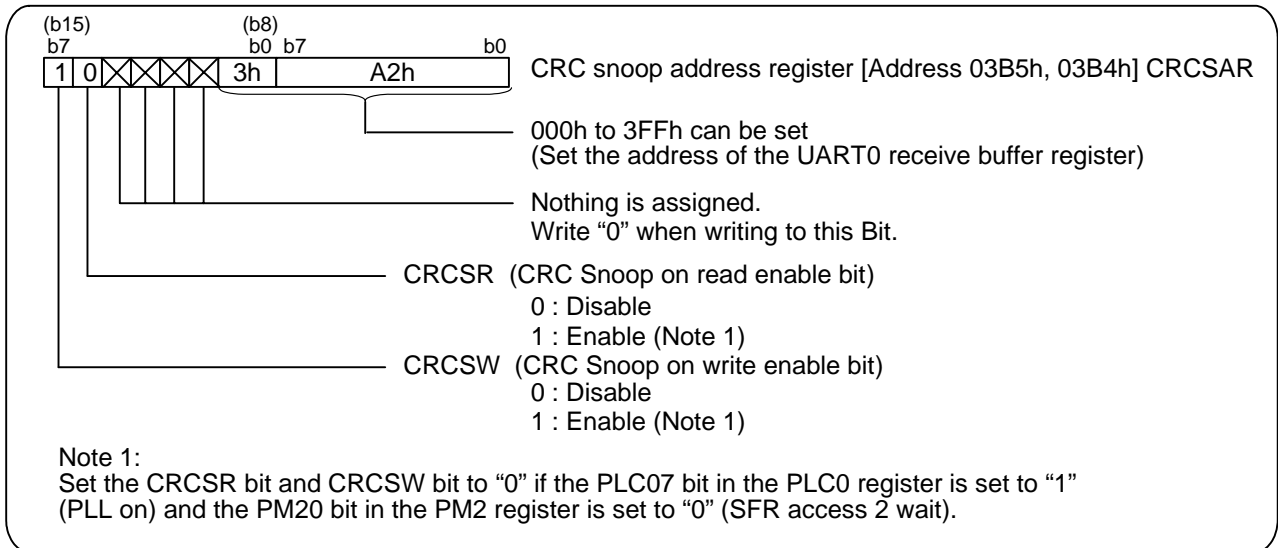 (b15) (b8)
b7 b0 b7 b0
1 0 3h A2h CRC snoop address register [Address 03B5h, 03B4h] CRCSAR
000h to 3FFh can be set
(Set the address of the UART0 receive buffer register)
Nothing is assigned.
Write “0” when writing to this Bit.
CRCSR (CRC Snoop on read enable bit)
0 : Disable
1 : Enable (Note 1)
CRCSW (CRC Snoop on write enable bit)
0 : Disable
1 : Enable (Note 1)
Note 1:
Set the CRCSR bit and CRCSW bit to “0” if the PLC07 bit in the PLC0 register is set to “1”
(PLL on) and the PM20 bit in the PM2 register is set to “0” (SFR access 2 wait).